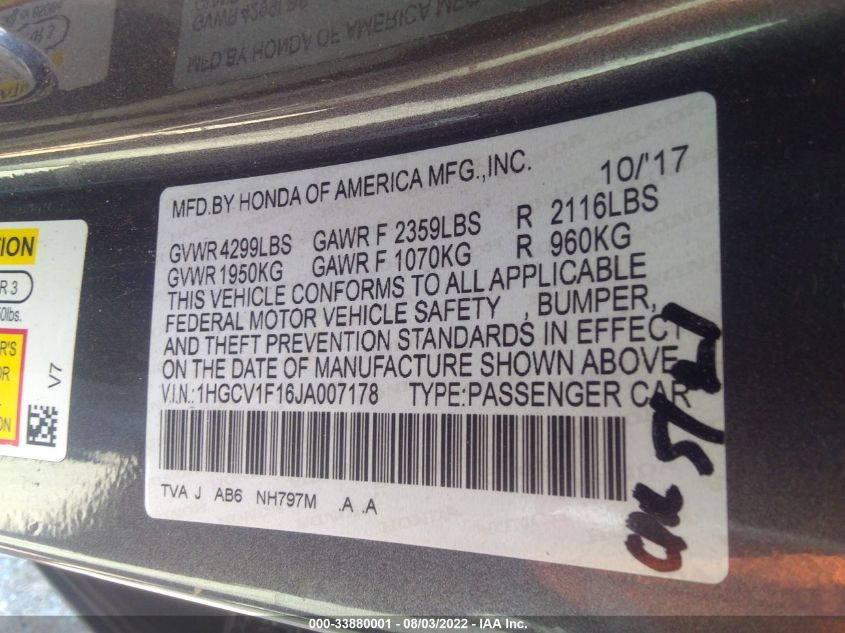 MFD.BY HONDA OF AMERICA MFG.,INC. 10/'17
GVWR 4299LBS GAWR F 2359LBS R 2116LBS
GVWR 1950KG GAWR F 1070KG R 960KG
THIS VEHICLE CONFORMS TO ALL APPLICABLE
FEDERAL MOTOR VEHICLE SAFETY , BUMPER,
AND THEFT PREVENTION STANDARDS IN EFFECT
ON THE DATE OF MANUFACTURE SHOWN ABOVE
V.I.N.: 1HGCV1F16JA007178 TYPE:PASSENGER CAR
TVA J AB6 NH797M .A .A
R 3
V7
000-33880001 - 08/03/2022 - IAA Inc.